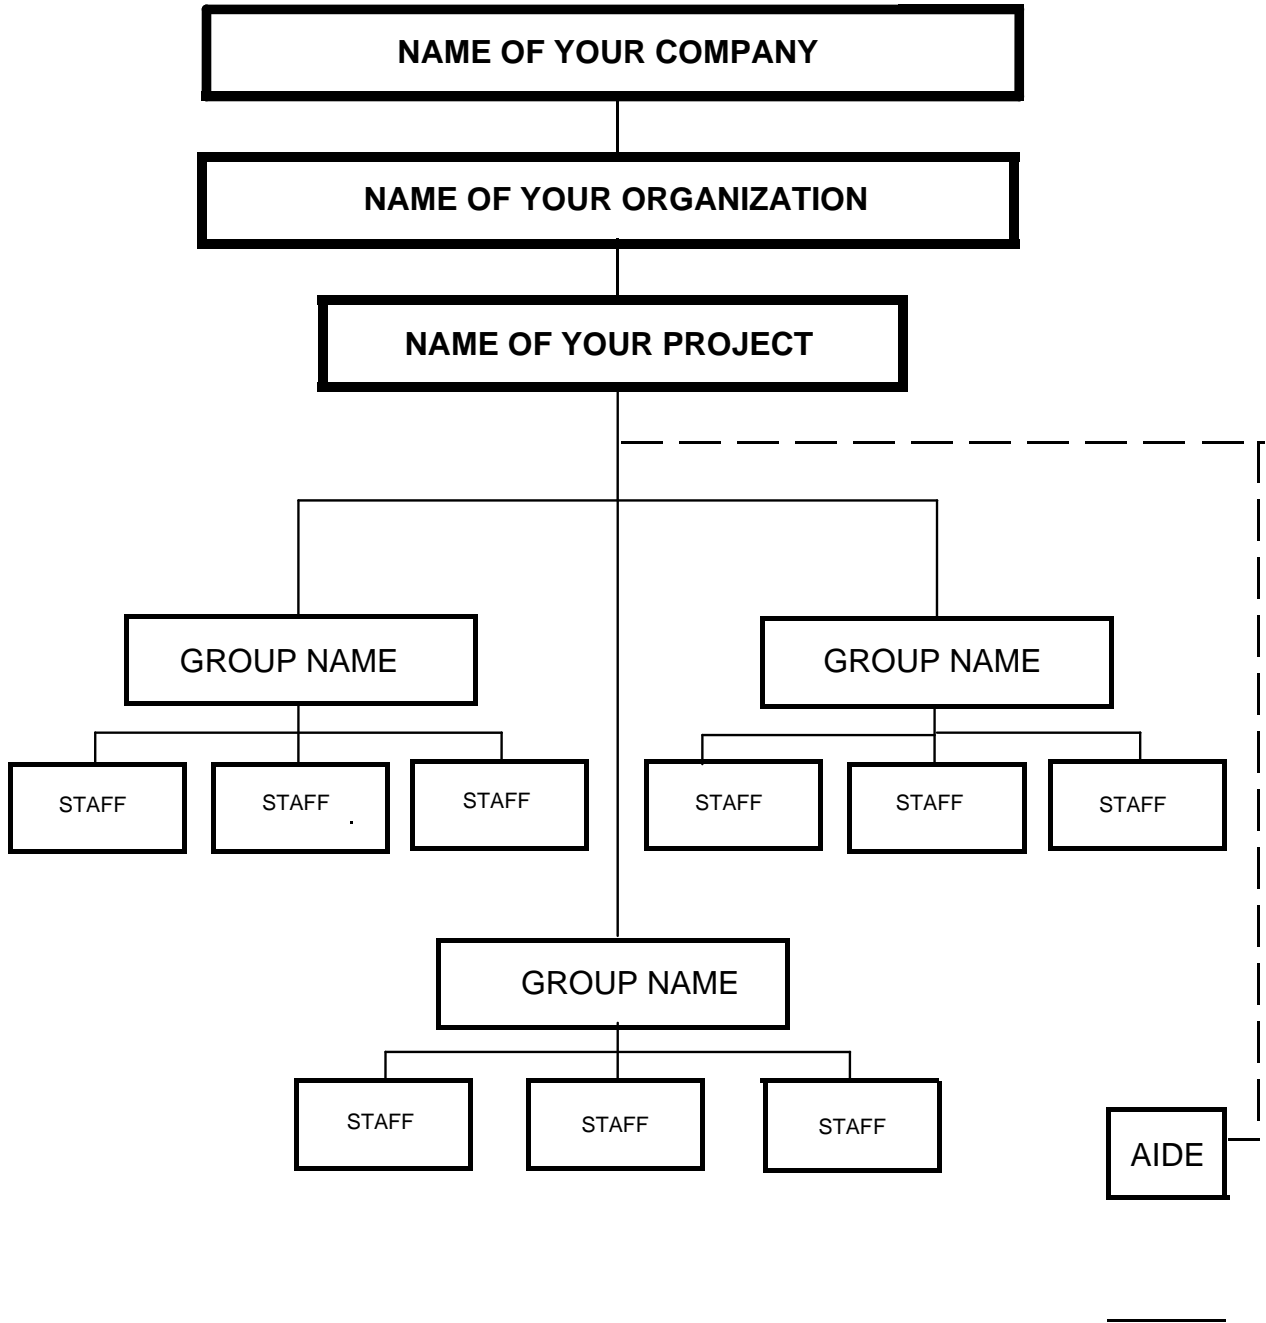 NAME OF YOUR COMPANY
NAME OF YOUR ORGANIZATION
NAME OF YOUR PROJECT
GROUP NAME
GROUP NAME
STAFF
STAFF
STAFF
STAFF
STAFF
STAFF
GROUP NAME
STAFF
STAFF
STAFF
AIDE